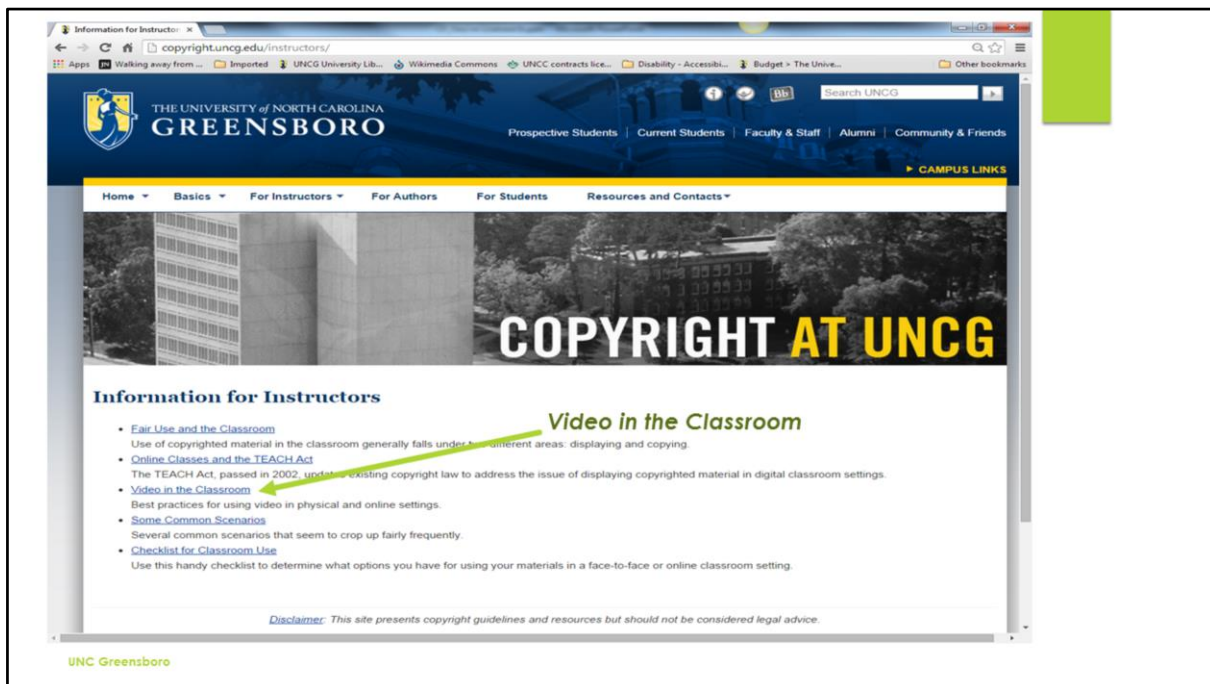 Information for Instructor
copyright.uncg.edu/instructors/
Apps Walking away from ... Imported UNCG University Lib... Wikimedia Commons UNCC contracts lice... Disability - Accessibi... Budget > The Unive... Other bookmarks
THE UNIVERSITY of NORTH CAROLINA
GREENSBORO
Bb
Search UNCG
Prospective Students | Current Students | Faculty & Staff | Alumni | Community & Friends
CAMPUS LINKS
Home Basics For Instructors For Authors For Students Resources and Contacts
COPYRIGHT AT UNCG
Information for Instructors
Video in the Classroom
• Fair Use and the Classroom
Use of copyrighted material in the classroom generally falls under different areas: displaying and copying.
• Online Classes and the TEACH Act
The TEACH Act, passed in 2002, existing copyright law to address the issue of displaying copyrighted material in digital classroom settings.
• Video in the Classroom
Best practices for using video in physical and online settings.
• Some Common Scenarios
Several common scenarios that seem to crop up fairly frequently.
• Checklist for Classroom Use
Use this handy checklist to determine what options you have for using your materials in a face-to-face or online classroom setting.
Disclaimer: This site presents copyright guidelines and resources but should not be considered legal advice.
UNC Greensboro